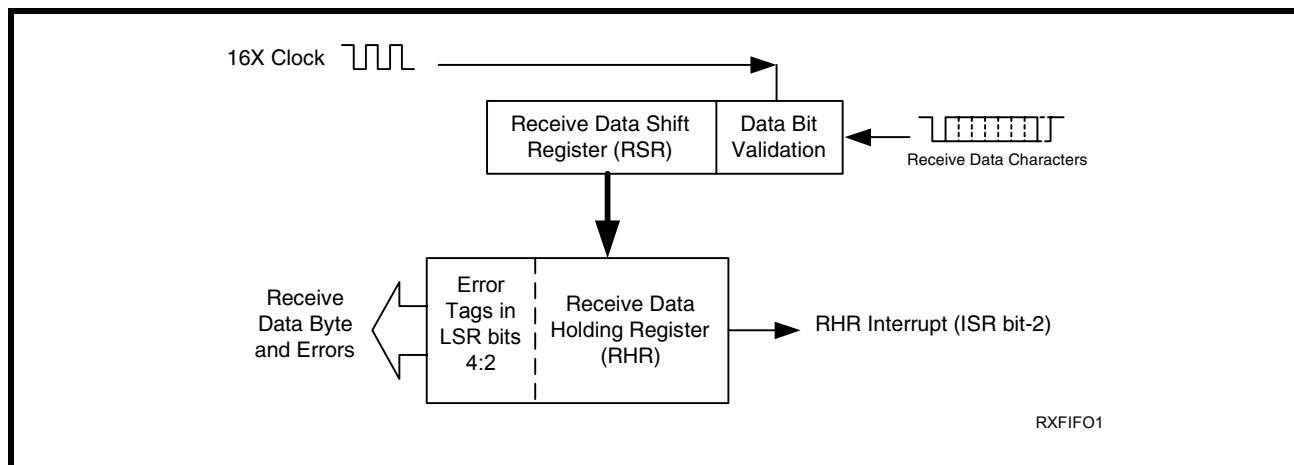 16X Clock
Receive Data Shift
Register (RSR)
Data Bit
Validation
Receive Data Characters
Receive
Data Byte
and Errors
Error
Tags in
LSR bits
4:2
Receive Data
Holding Register
(RHR)
RHR Interrupt (ISR bit-2)
RXFIFO1